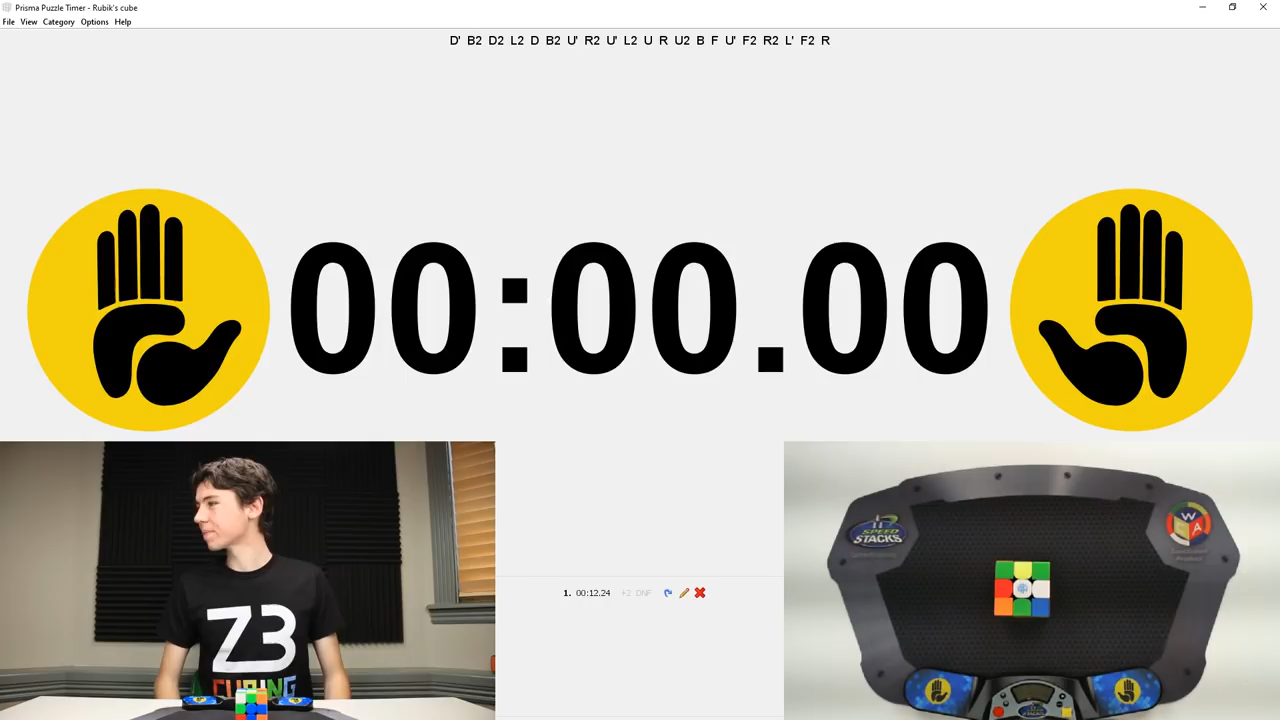 Prisma Puzzle Timer - Rubik's cube
File View Category Options Help
D' B2 D2 L2 D B2 U' R2 U' L2 U R U2 B F U' F2 R2 L' F2 R
00:00.00
1. 00:12.24 +2 DNF
Z3
CUBING
SPEED
STACKS
W
C A